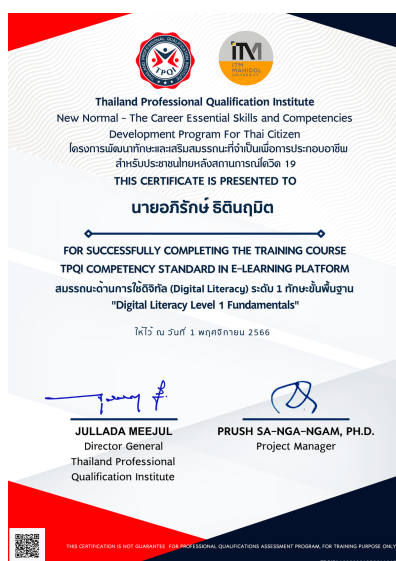 THAILAND PROFESSIONAL QUALIFICATION INSTITUTE
TPQI
ITM
ITM
MAHIDOL
UNIVERSITY
Thailand Professional Qualification Institute
New Normal - The Career Essential Skills and Competencies
Development Program For Thai Citizen
โครงการพัฒนาทักษะและเสริมสมรรถนะที่จำเป็นเพื่อการประกอบอาชีพ
สำหรับประชาชนไทยหลังสถานการณ์โควิด 19
THIS CERTIFICATE IS PRESENTED TO
นายอภิรักษ์ ธิตินฤมิต
FOR SUCCESSFULLY COMPLETING THE TRAINING COURSE
TPQI COMPETENCY STANDARD IN E-LEARNING PLATFORM
สมรรถนะด้านการใช้ดิจิทัล (Digital Literacy) ระดับ 1 ทักษะขั้นพื้นฐาน
"Digital Literacy Level 1 Fundamentals"
ให้ไว้ ณ วันที่ 1 พฤศจิกายน 2566
JULLADA MEEJUL
Director General
Thailand Professional
Qualification Institute
PRUSH SA-NGA-NGAM, PH.D.
Project Manager
THIS CERTIFICATION IS NOT GUARANTEE FOR PROFESSIONAL QUALIFICATIONS ASSESSMENT PROGRAM, FOR TRAINING PURPOSE ONLY